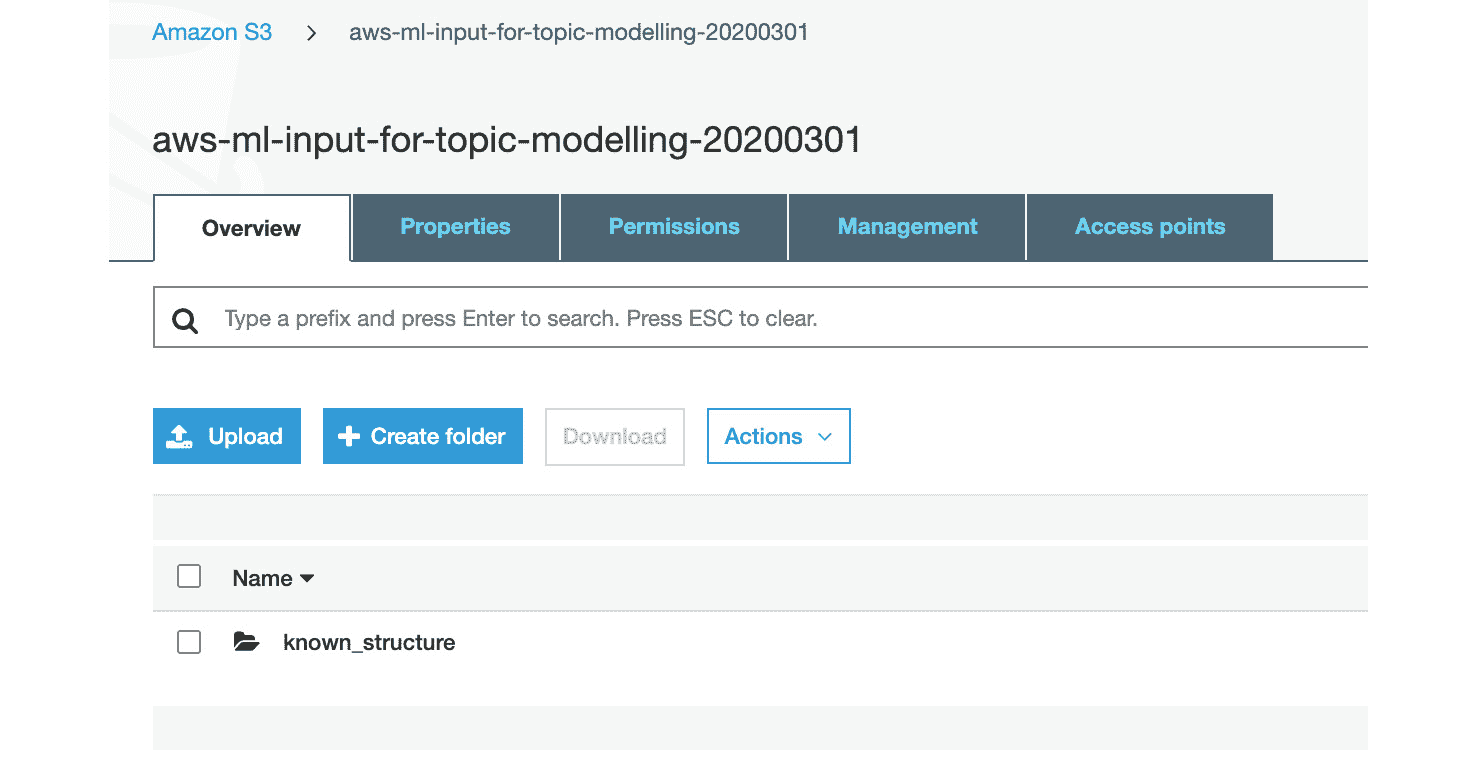 Amazon S3 > aws-ml-input-for-topic-modelling-20200301
aws-ml-input-for-topic-modelling-20200301
Overview Properties Permissions Management Access points
Type a prefix and press Enter to search. Press ESC to clear.
Upload Create folder Download Actions
Name
known_structure